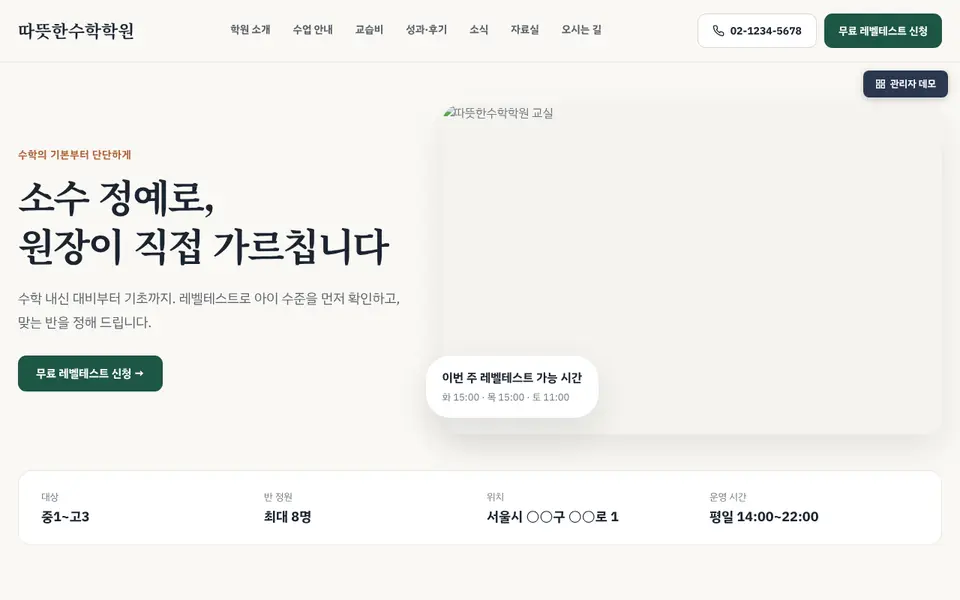 따뜻한수학학원
학원 소개
수업 안내
교습비
성과·후기
소식
자료실
오시는 길
02-1234-5678
무료 레벨테스트 신청
관리자 데모
따뜻한수학학원 교실
수학의 기본부터 단단하게
소수 정예로,
원장이 직접 가르칩니다
수학 내신 대비부터 기초까지. 레벨테스트로 아이 수준을 먼저 확인하고,
맞는 반을 정해 드립니다.
무료 레벨테스트 신청 →
이번 주 레벨테스트 가능 시간
화 15:00 · 목 15:00 · 토 11:00
대상
중1~고3
반 정원
최대 8명
위치
서울시 ○○구 ○○로 1
운영 시간
평일 14:00~22:00